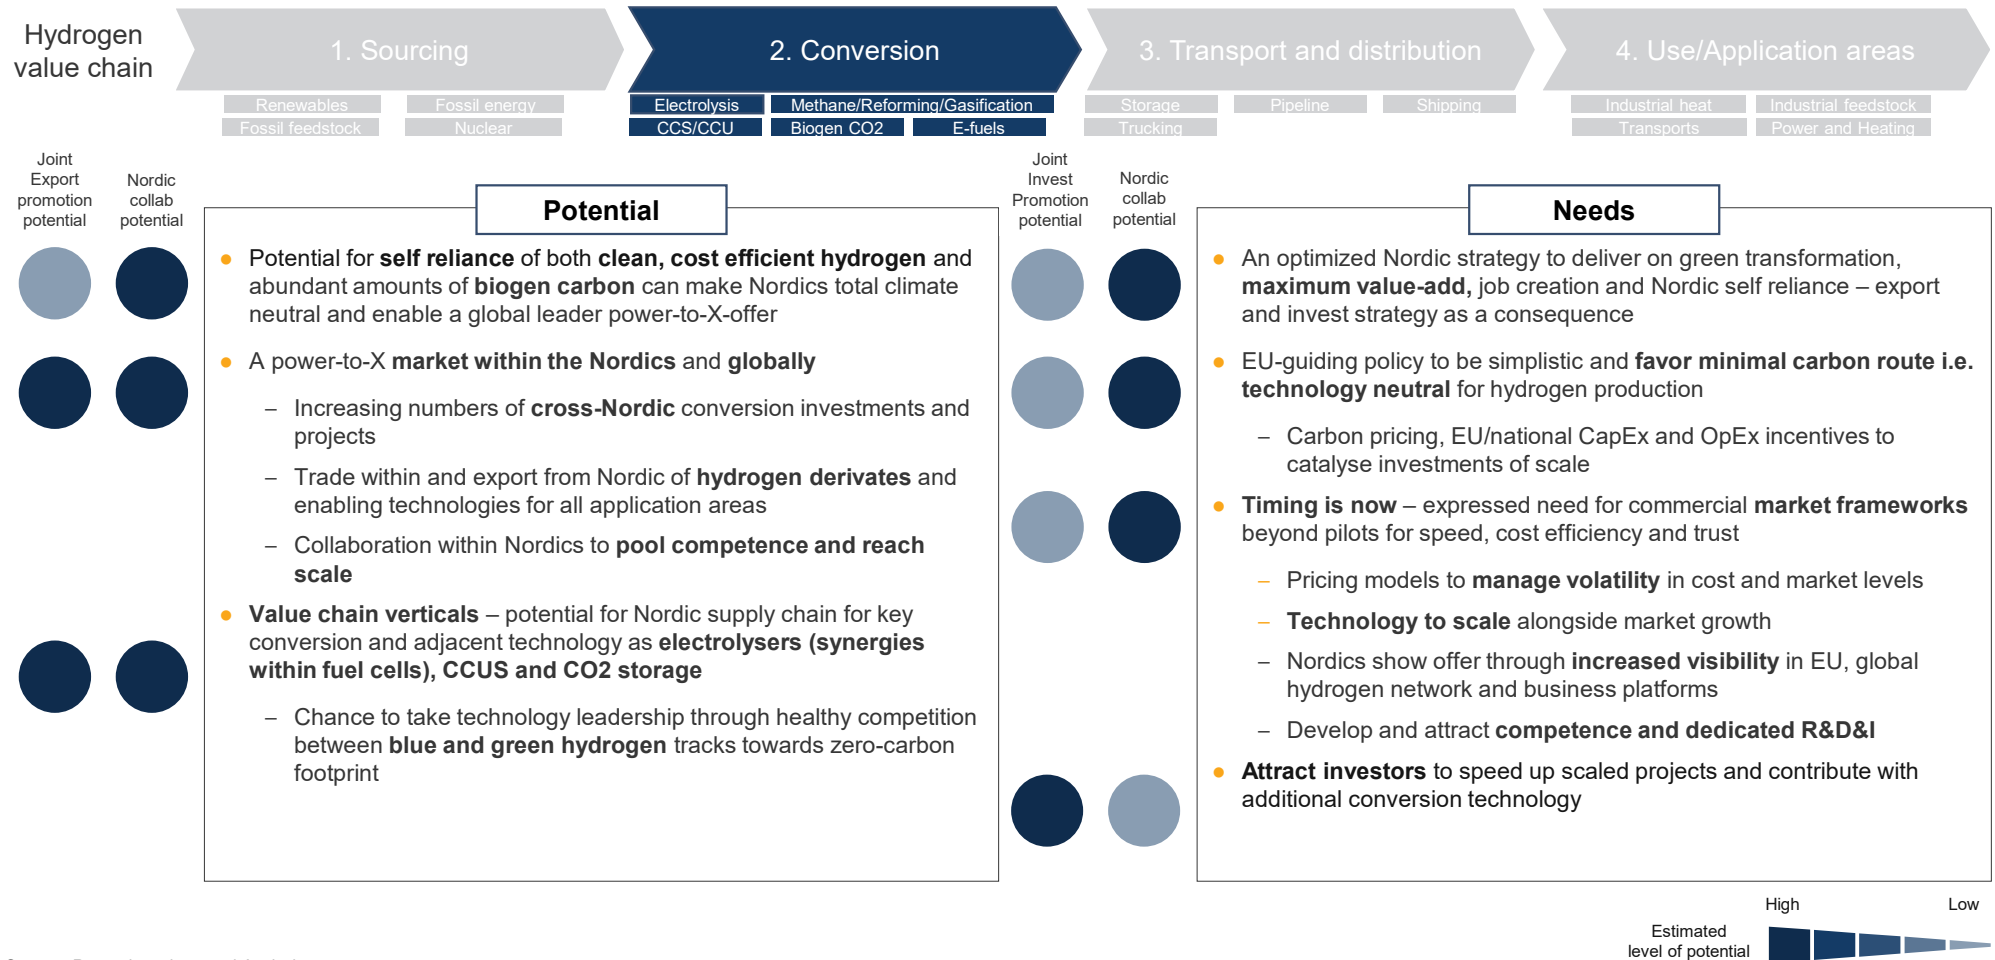 Hydrogen
value chain
1. Sourcing
2. Conversion
3. Transport and distribution
4. Use/Application areas
Renewables
Fossil energy
Fossil feedstock
Nuclear
Electrolysis
Methane/Reforming/Gasification
CCS/CCU
Biogen CO2
E-fuels
Storage
Pipeline
Shipping
Trucking
Industrial heat
Industrial feedstock
Transports
Power and Heating
Joint
Export
promotion
potential
Nordic
collab
potential
Potential
● Potential for self reliance of both clean, cost efficient hydrogen and
abundant amounts of biogen carbon can make Nordics total climate
neutral and enable a global leader power-to-X-offer
● A power-to-X market within the Nordics and globally
– Increasing numbers of cross-Nordic conversion investments and
projects
– Trade within and export from Nordic of hydrogen derivates and
enabling technologies for all application areas
– Collaboration within Nordics to pool competence and reach
scale
● Value chain verticals – potential for Nordic supply chain for key
conversion and adjacent technology as electrolysers (synergies
within fuel cells), CCUS and CO2 storage
– Chance to take technology leadership through healthy competition
between blue and green hydrogen tracks towards zero-carbon
footprint
Joint
Invest
Promotion
potential
Nordic
collab
potential
Needs
● An optimized Nordic strategy to deliver on green transformation,
maximum value-add, job creation and Nordic self reliance – export
and invest strategy as a consequence
● EU-guiding policy to be simplistic and favor minimal carbon route i.e.
technology neutral for hydrogen production
– Carbon pricing, EU/national CapEx and OpEx incentives to
catalyse investments of scale
● Timing is now – expressed need for commercial market frameworks
beyond pilots for speed, cost efficiency and trust
– Pricing models to manage volatility in cost and market levels
– Technology to scale alongside market growth
– Nordics show offer through increased visibility in EU, global
hydrogen network and business platforms
– Develop and attract competence and dedicated R&D&I
● Attract investors to speed up scaled projects and contribute with
additional conversion technology
High
Low
Estimated
level of potential